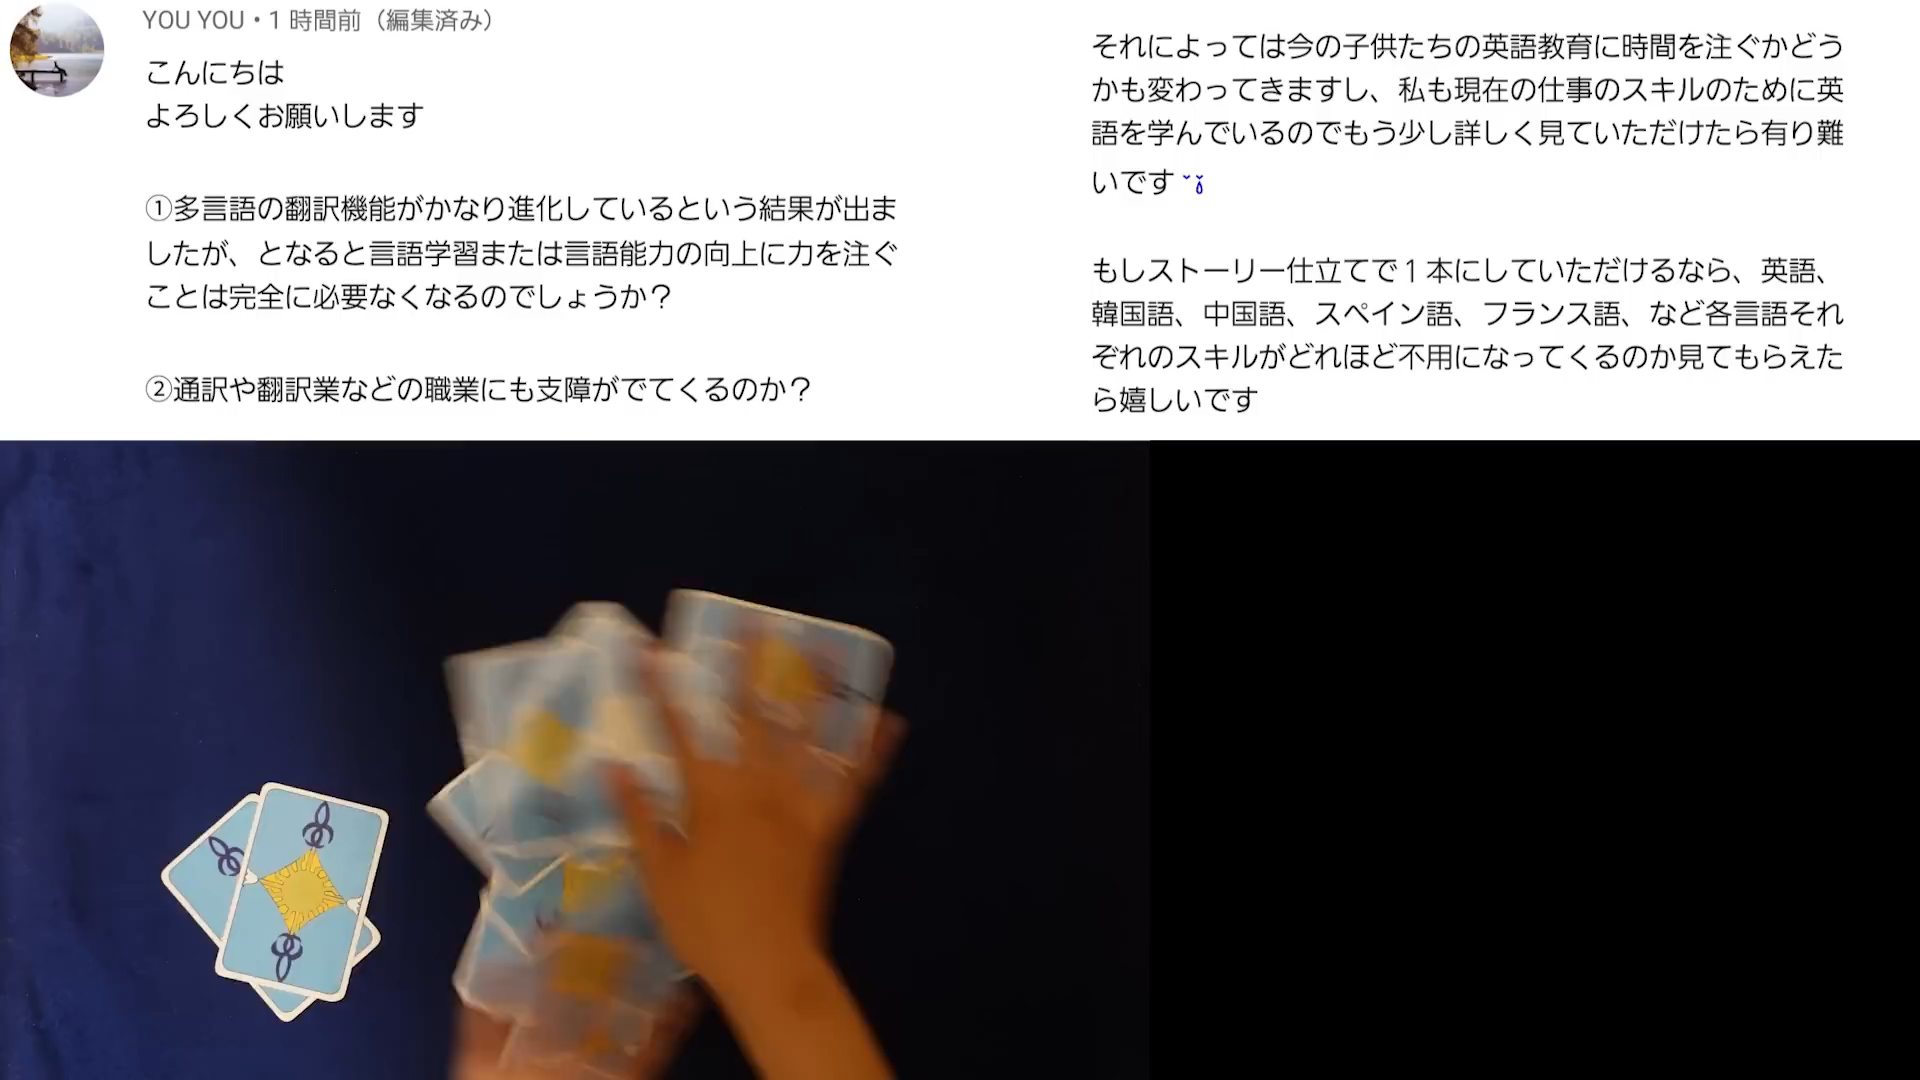 YOU YOU • 1 時間前（編集済み）
こんにちは
よろしくお願いします
①多言語の翻訳機能がかなり進化しているという結果が出ま
したが、となると言語学習または言語能力の向上に力を注ぐ
ことは完全に必要なくなるのでしょうか？
②通訳や翻訳業などの職業にも支障がでてくるのか？
それによっては今の子供たちの英語教育に時間を注ぐかどう
かも変わってきますし、私も現在の仕事のスキルのために英
語を学んでいるのでもう少し詳しく見ていただけたら有り難
いです
もしストーリー仕立てで１本にしていただけるなら、英語、
韓国語、中国語、スペイン語、フランス語、など各言語それ
ぞれのスキルがどれほど不用になってくるのか見てもらえた
ら嬉しいです